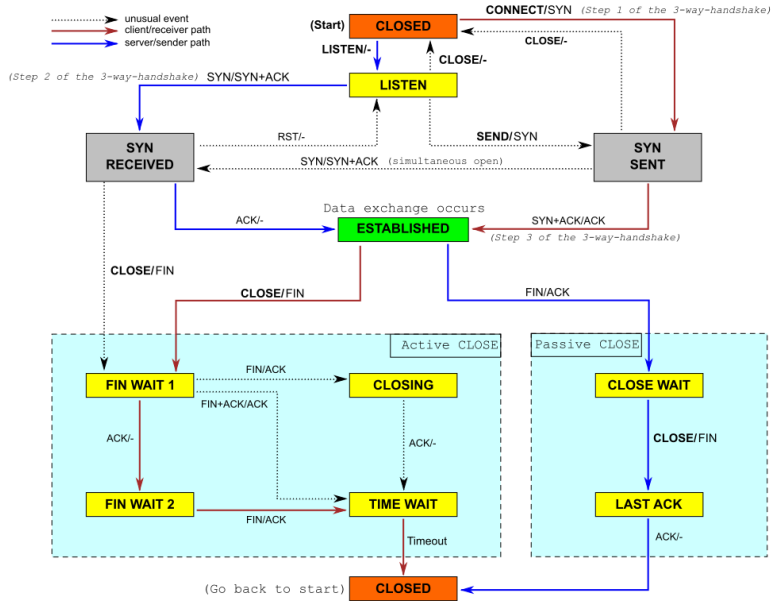 unusual event
client/receiver path
server/sender path
(Start)
CLOSED
CONNECT/SYN
(Step 1 of the 3-way-handshake)
CLOSE/-
LISTEN/-
CLOSE/-
(Step 2 of the 3-way-handshake)
SYN/SYN+ACK
LISTEN
RST/-
SEND/SYN
SYN
RECEIVED
SYN
SENT
SYN/SYN+ACK
(simultaneous open)
Data exchange occurs
ACK/-
ESTABLISHED
SYN+ACK/ACK
(Step 3 of the 3-way-handshake)
CLOSE/FIN
CLOSE/FIN
FIN/ACK
Active CLOSE
Passive CLOSE
FIN WAIT 1
FIN/ACK
CLOSING
CLOSE WAIT
FIN+ACK/ACK
ACK/-
ACK/-
CLOSE/FIN
FIN WAIT 2
TIME WAIT
LAST ACK
FIN/ACK
Timeout
ACK/-
(Go back to start)
CLOSED